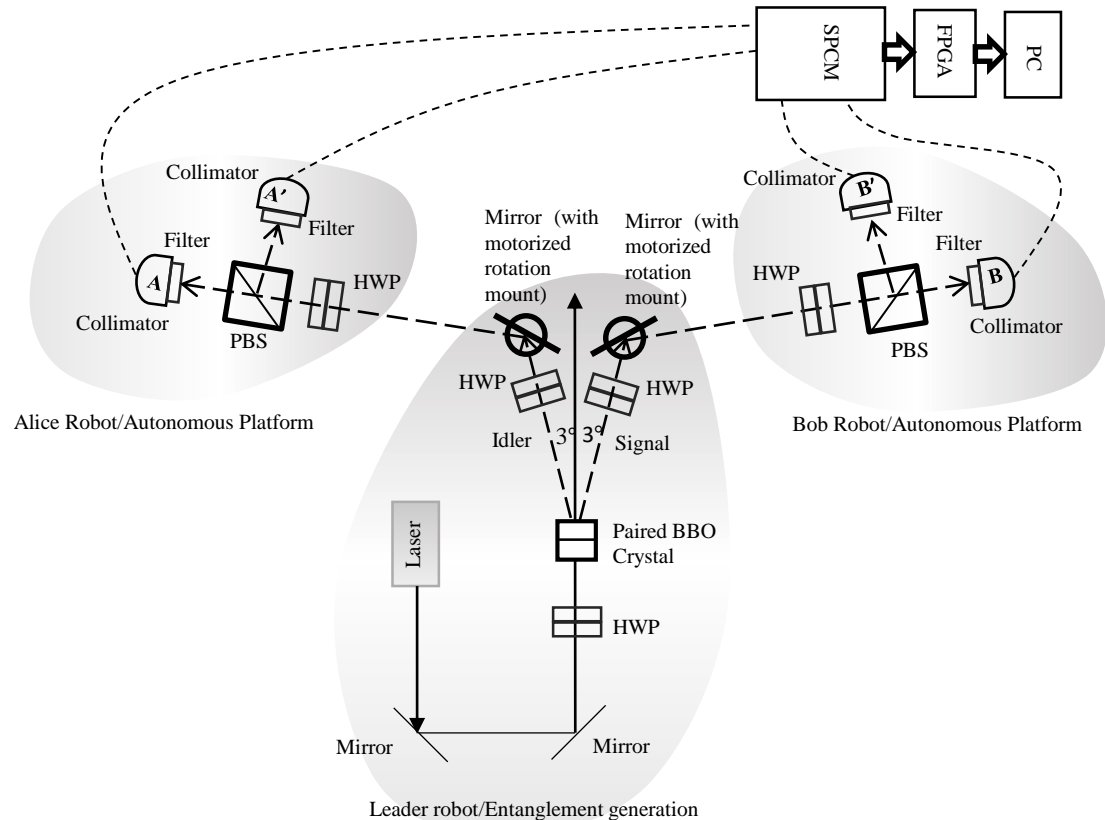 SPCM
FPGA
PC
Collimator
A'
Filter
Filter
A
Collimator
PBS
HWP
Alice Robot/Autonomous Platform
Mirror (with
motorized
rotation
mount)
Mirror (with
motorized
rotation
mount)
Collimator
B'
Filter
Filter
B
HWP
Collimator
PBS
Bob Robot/Autonomous Platform
HWP
HWP
Idler
3°
3°
Signal
Laser
Paired BBO
Crystal
HWP
Mirror
Mirror
Leader robot/Entanglement generation